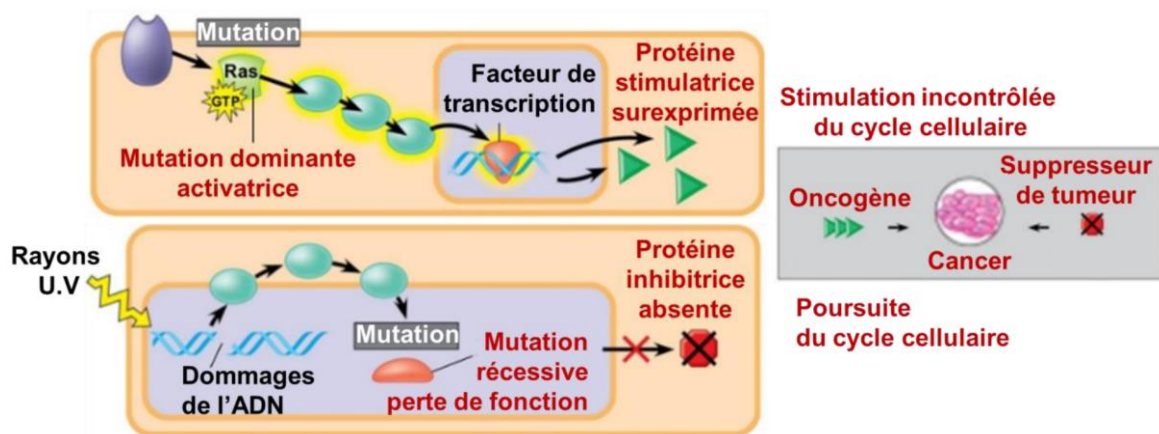 Mutation
Ras
GTP
Mutation dominante
activatrice
Facteur de
transcription
Protéine
stimulatrice
surexprimée
Stimulation incontrôlée
du cycle cellulaire
Oncogène
Suppresseur
de tumeur
Cancer
Rayons
U.V
Dommages
de l'ADN
Mutation
Mutation
récessive
perte de fonction
Protéine
inhibitrice
absente
Poursuite
du cycle cellulaire